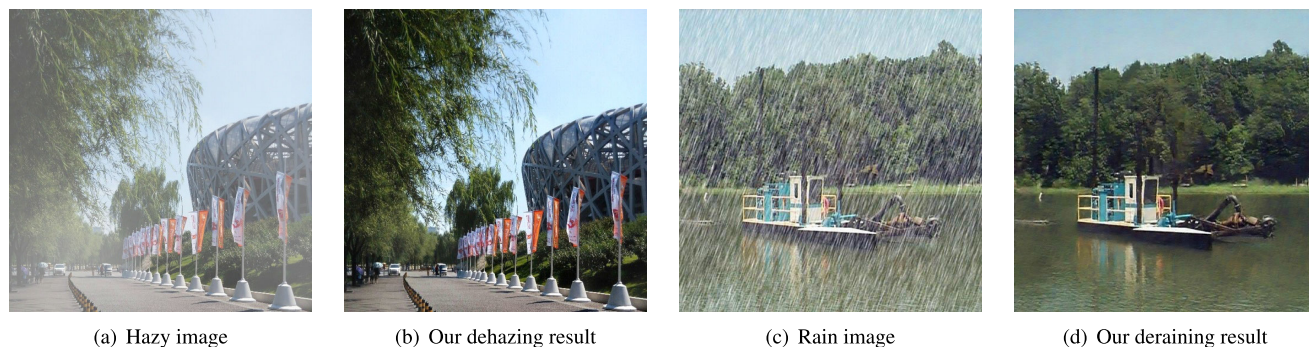 (a) Hazy image
(b) Our dehazing result
(c) Rain image
(d) Our deraining result